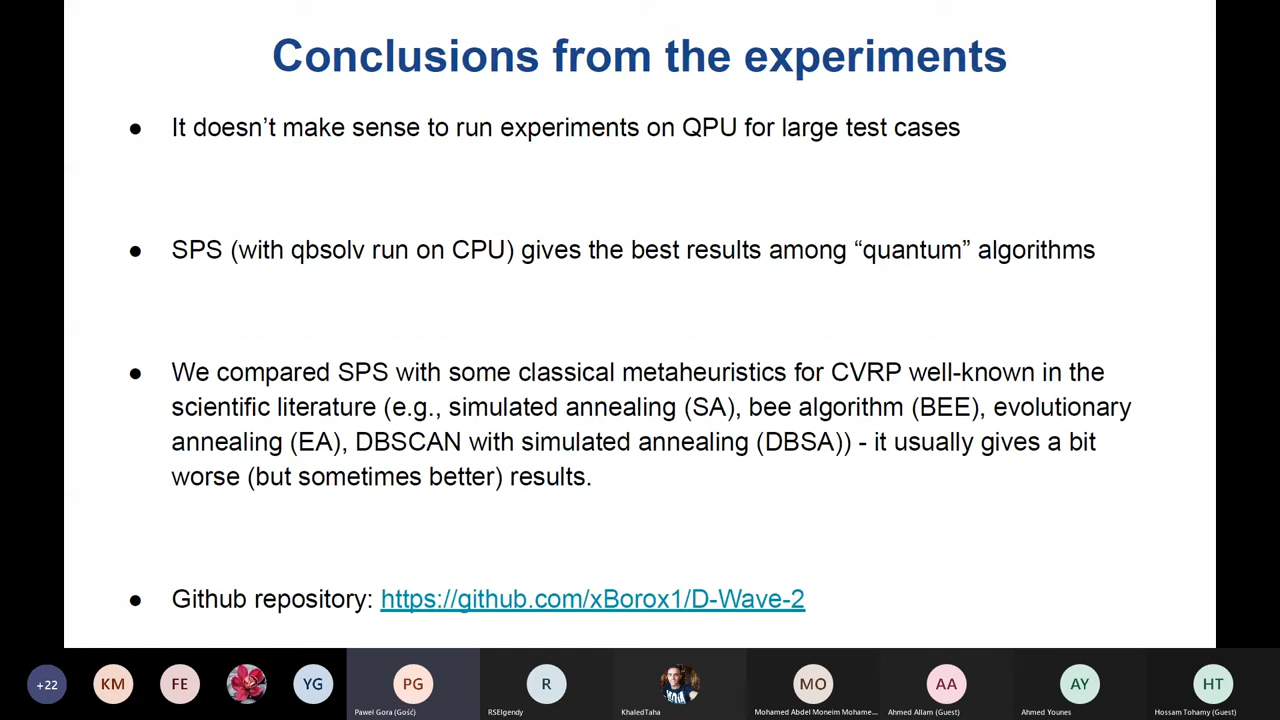 Conclusions from the experiments
● It doesn’t make sense to run experiments on QPU for large test cases
● SPS (with qbsolv run on CPU) gives the best results among “quantum” algorithms
● We compared SPS with some classical metaheuristics for CVRP well-known in the
scientific literature (e.g., simulated annealing (SA), bee algorithm (BEE), evolutionary
annealing (EA), DBSCAN with simulated annealing (DBSA)) - it usually gives a bit
worse (but sometimes better) results.
● Github repository: https://github.com/xBorox1/D-Wave-2
+22 KM FE YG PG R MO AA AY HT
Paweł Gora (Gość) RSElgendy KhaledTaha Mohamed Abdel Moneim Mohame... Ahmed Allam (Guest) Ahmed Younes Hossam Tohamy (Guest)